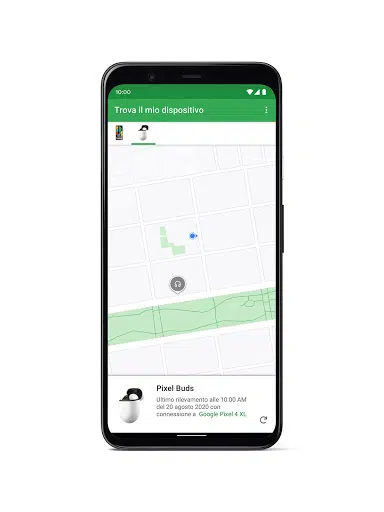 10:00
Trova il mio dispositivo
Pixel Buds
Ultimo rilevamento alle 10:00 AM
del 20 agosto 2020 con
connessione a Google Pixel 4 XL.